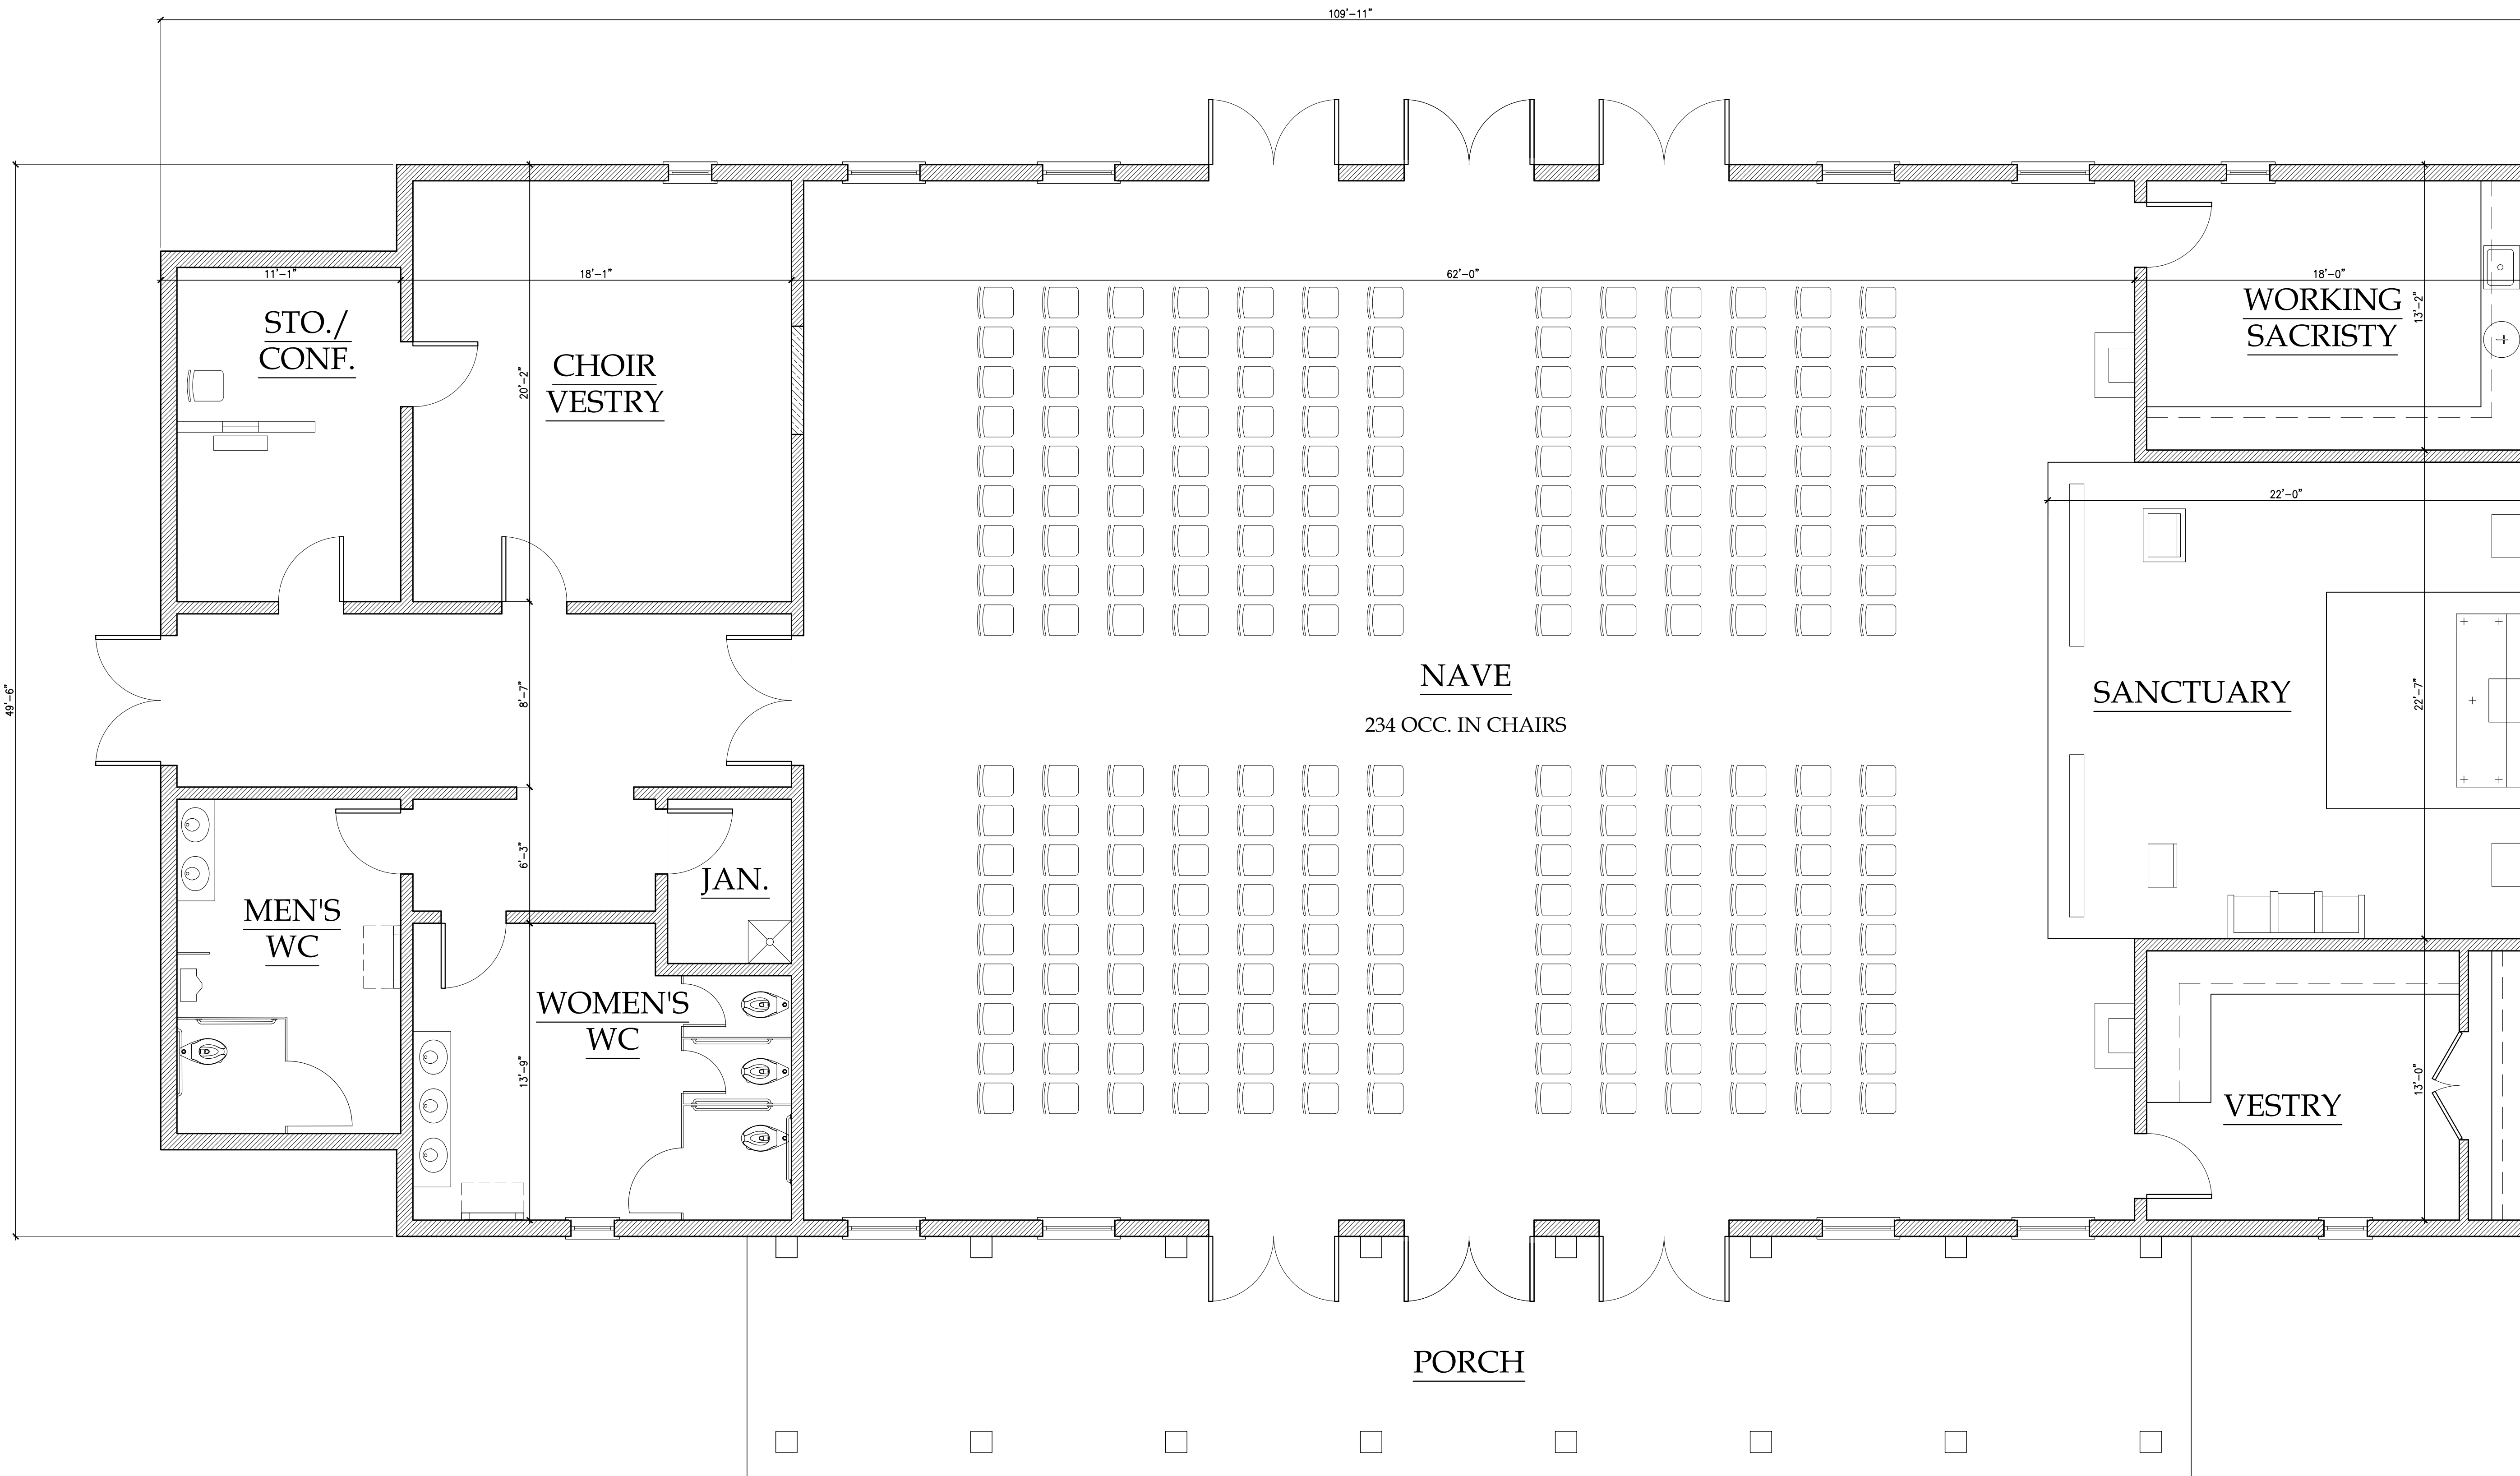 109'-11"
11'-1"
18'-1"
62'-0"
18'-0"
STO./
CONF.
CHOIR
VESTRY
20'-2"
WORKING
SACRISTY
13'-2"
22'-0"
49'-6"
8'-7"
NAVE
234 OCC. IN CHAIRS
SANCTUARY
22'-7"
6'-3"
JAN.
MEN'S
WC
WOMEN'S
WC
13'-9"
VESTRY
13'-0"
PORCH